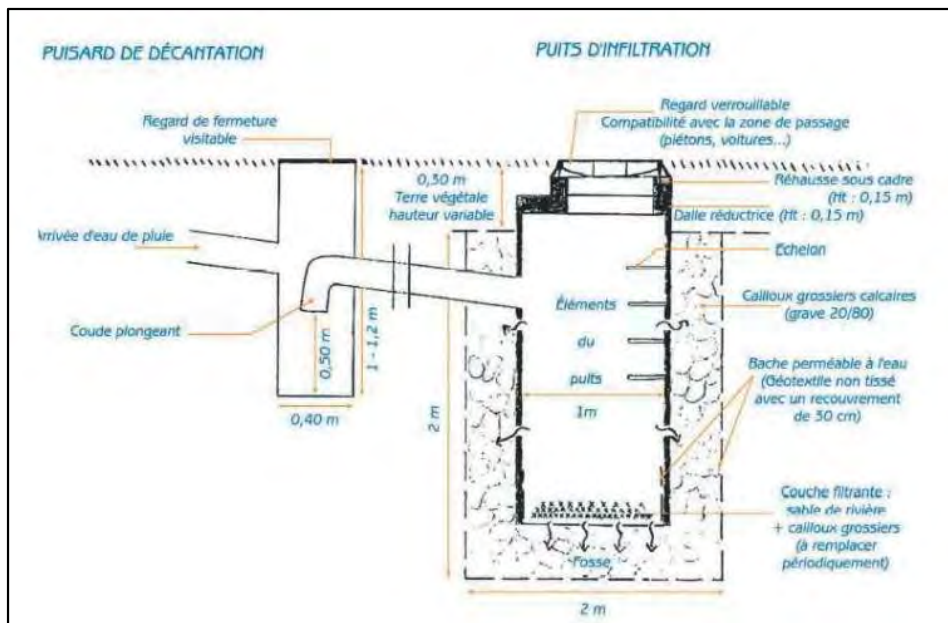 PUISARD DE DÉCANTATION
PUITS D'INFILTRATION
Regard de fermeture
visitable
Regard verrouillable
Compatibilité avec la zone de passage
(piétons, voitures...)
0,30 m
Terre végétale
hauteur variable
Réhausse sous cadre
(Ht : 0,15 m)
Dalle réductrice (Ht : 0,15 m)
Arrivée d'eau de pluie
Echelon
Éléments
du
puits
Cailloux grossiers calcaires
(grave 20/80)
Coude plongeant
0,50 m
1 - 1,2 m
0,40 m
2 m
1m
Bache perméable à l'eau
(Géotextile non tissé
avec un recouvrement
de 30 cm)
Couche filtrante :
sable de rivière
+ cailloux grossiers
(à remplacer
périodiquement)
Fosse
2 m